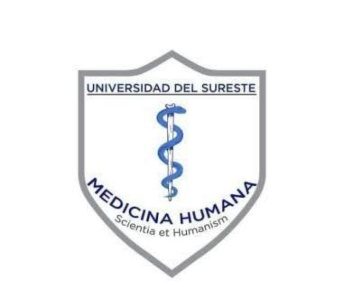 UNIVERSIDAD DEL SURESTE
MEDICINA HUMANA
Scientia et Humanism